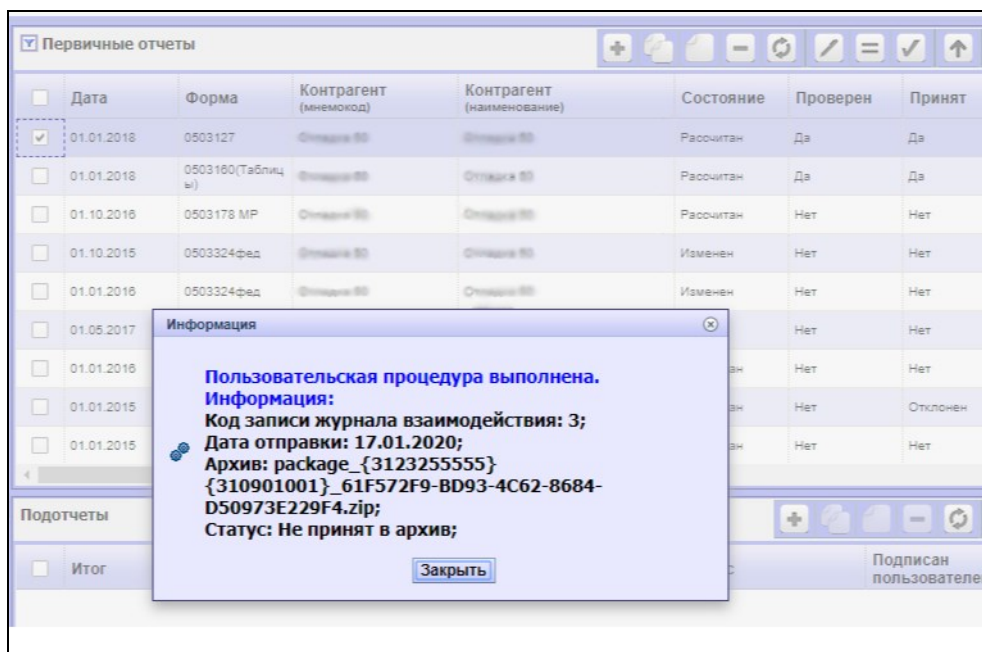 Первичные отчеты
Дата Форма Контрагент (мнемокод) Контрагент (наименование) Состояние Проверен Принят
01.01.2018 0503127 Рассчитан Да Да
01.01.2018 0503160(Таблиц Рассчитан Да Да
ы)
01.10.2016 0503178 МР Рассчитан Нет Нет
01.10.2015 0503324фед Изменен Нет Нет
01.01.2016 0503324фед Изменен Нет Нет
01.05.2017 Нет Нет
01.01.2016 ан Нет Нет
01.01.2015 ан Нет Отклонен
01.01.2015 ан Нет Нет
Информация
Пользовательская процедура выполнена.
Информация:
Код записи журнала взаимодействия: 3;
Дата отправки: 17.01.2020;
Архив: package_{3123255555}
{310901001}_61F572F9-BD93-4C62-8684-
D50973E229F4.zip;
Статус: Не принят в архив;
Закрыть
Подотчеты
Итог с Подписан
пользователе